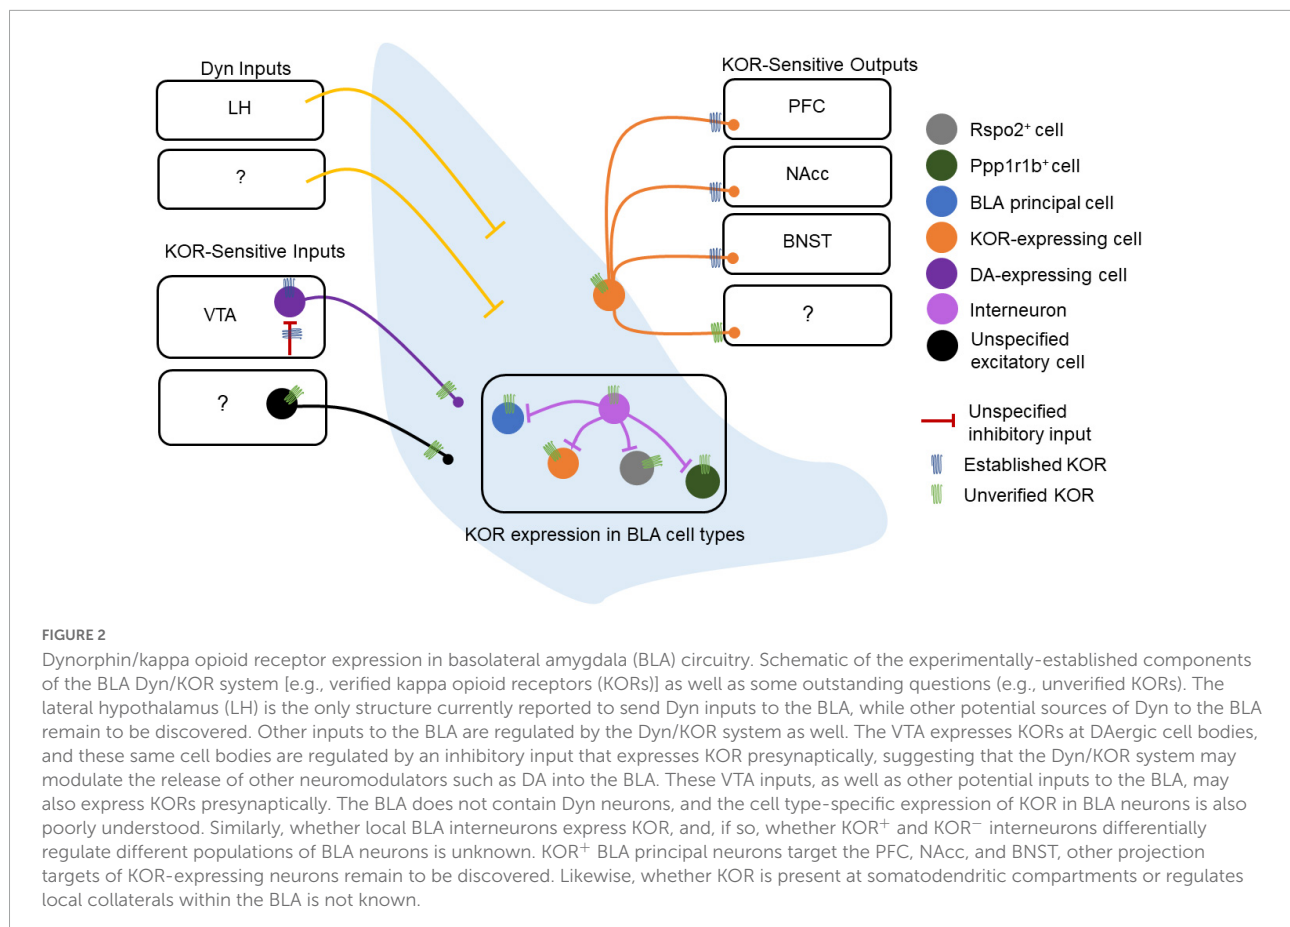 Dyn Inputs
LH
?
KOR-Sensitive Inputs
VTA
?
KOR-Sensitive Outputs
PFC
NAcc
BNST
?
KOR expression in BLA cell types
Rspo2⁺ cell
Ppp1r1b⁺ cell
BLA principal cell
KOR-expressing cell
DA-expressing cell
Interneuron
Unspecified
excitatory cell
Unspecified
inhibitory input
Established KOR
Unverified KOR
FIGURE 2
Dynorphin/kappa opioid receptor expression in basolateral amygdala (BLA) circuitry. Schematic of the experimentally-established components
of the BLA Dyn/KOR system [e.g., verified kappa opioid receptors (KORs)] as well as some outstanding questions (e.g., unverified KORs). The
lateral hypothalamus (LH) is the only structure currently reported to send Dyn inputs to the BLA, while other potential sources of Dyn to the BLA
remain to be discovered. Other inputs to the BLA are regulated by the Dyn/KOR system as well. The VTA expresses KORs at DAergic cell bodies,
and these same cell bodies are regulated by an inhibitory input that expresses KOR presynaptically, suggesting that the Dyn/KOR system may
modulate the release of other neuromodulators such as DA into the BLA. These VTA inputs, as well as other potential inputs to the BLA, may
also express KORs presynaptically. The BLA does not contain Dyn neurons, and the cell type-specific expression of KOR in BLA neurons is also
poorly understood. Similarly, whether local BLA interneurons express KOR, and, if so, whether KOR⁺ and KOR⁻ interneurons differentially
regulate different populations of BLA neurons is unknown. KOR⁺ BLA principal neurons target the PFC, NAcc, and BNST, other projection
targets of KOR-expressing neurons remain to be discovered. Likewise, whether KOR is present at somatodendritic compartments or regulates
local collaterals within the BLA is not known.